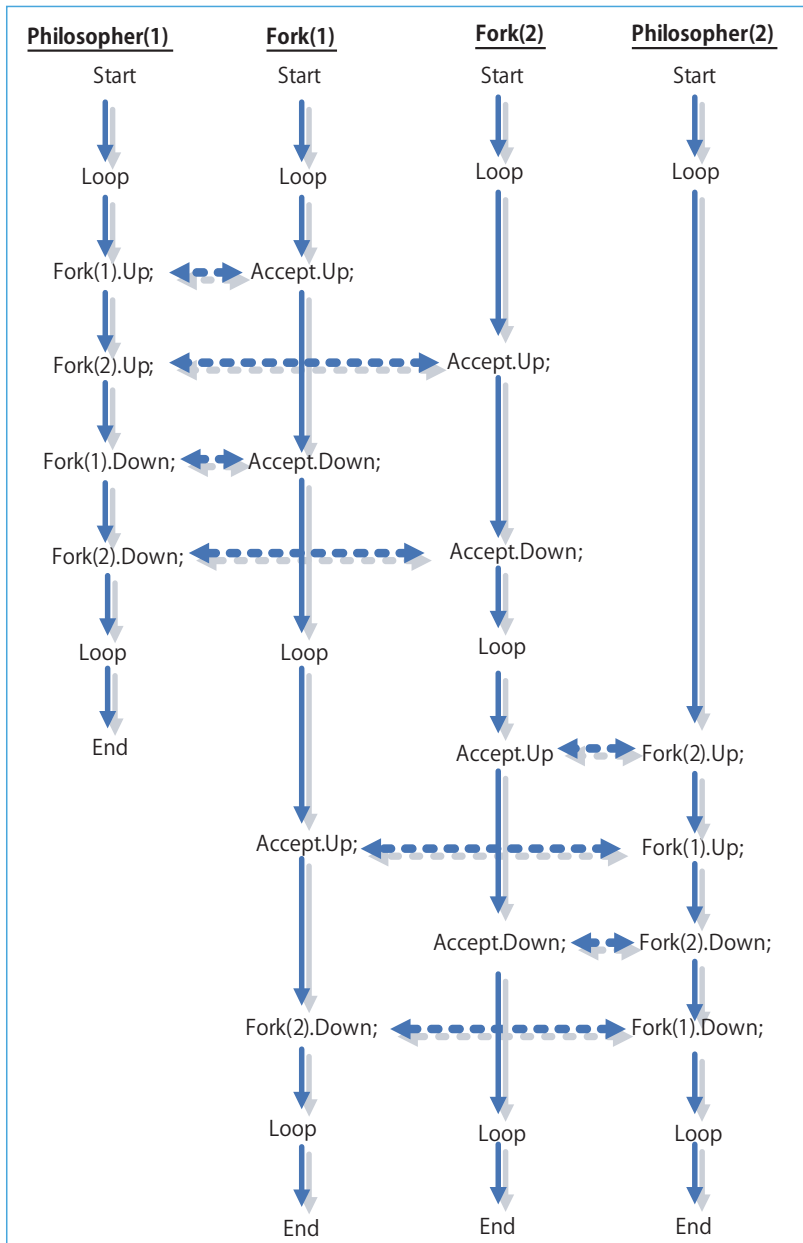 Philosopher(1) Fork(1) Fork(2) Philosopher(2)
Start Start Start Start
Loop Loop Loop Loop
Fork(1).Up; Accept.Up;
Fork(2).Up; Accept.Up;
Fork(1).Down; Accept.Down;
Fork(2).Down; Accept.Down;
Loop Loop Loop
End Accept.Up Fork(2).Up;
Accept.Up; Fork(1).Up;
Accept.Down; Fork(2).Down;
Fork(2).Down; Fork(1).Down;
Loop Loop Loop
End End End